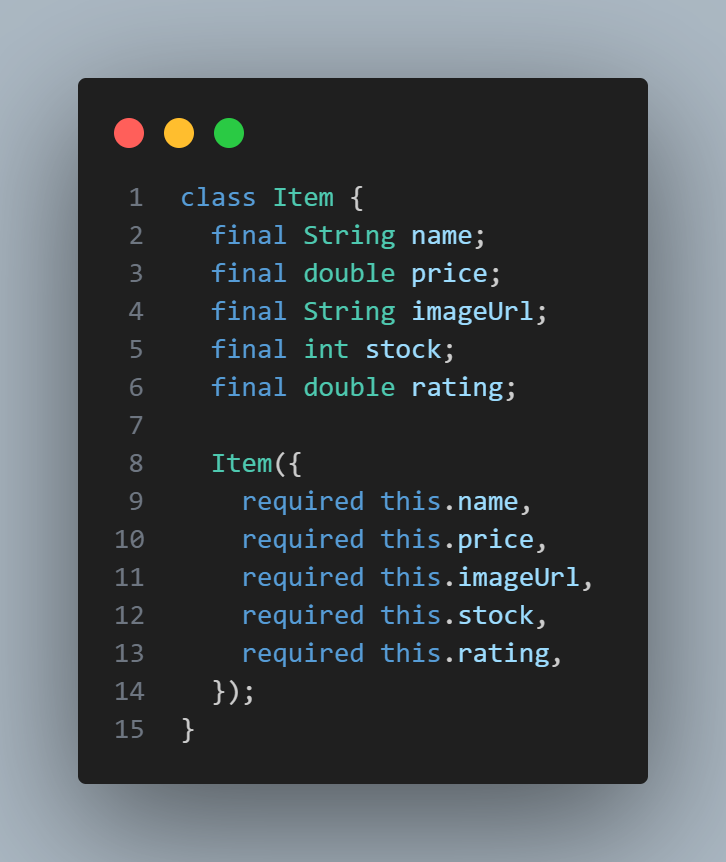 1 class Item {
2   final String name;
3   final double price;
4   final String imageUrl;
5   final int stock;
6   final double rating;
7
8   Item({
9     required this.name,
10     required this.price,
11     required this.imageUrl,
12     required this.stock,
13     required this.rating,
14   });
15 }